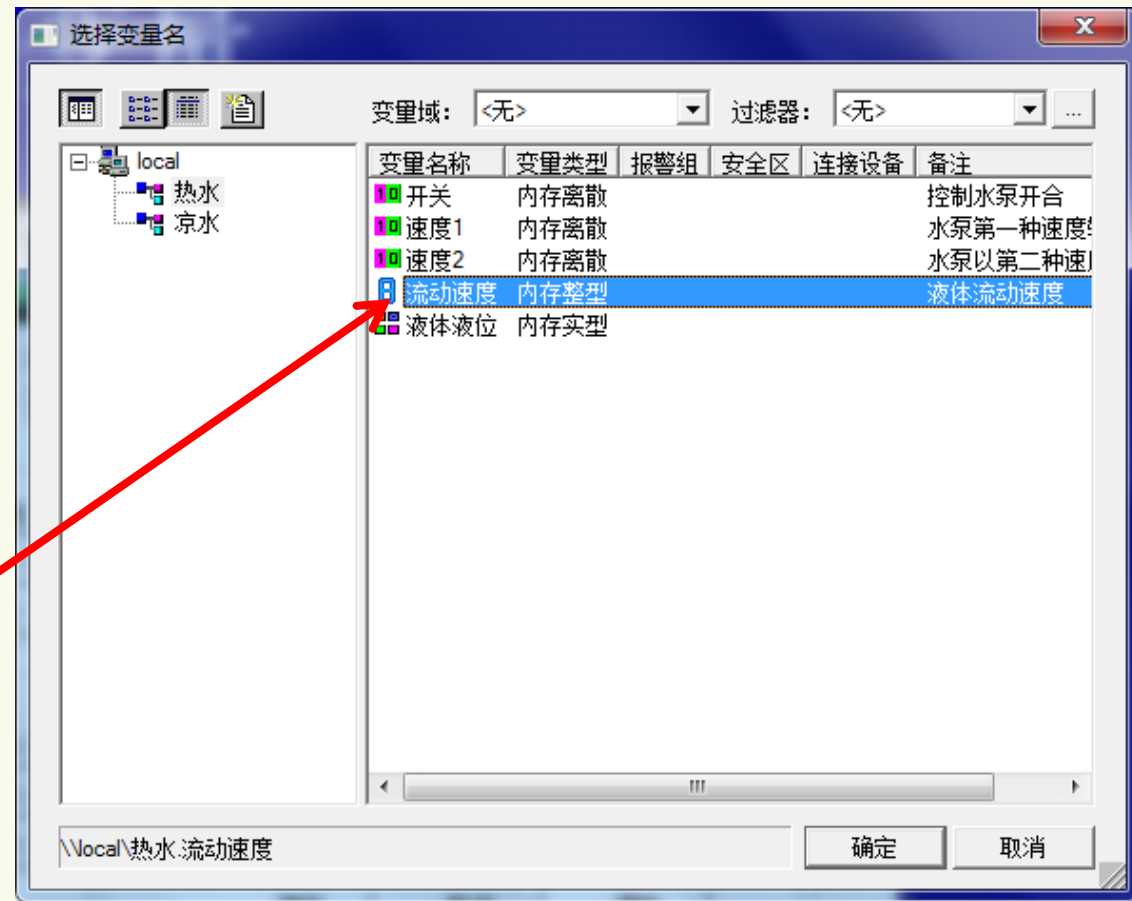 选择变量名
变量域： <无> 过滤器： <无> ...
local
热水
凉水
变量名称 变量类型 报警组 安全区 连接设备 备注
开关 内存离散 控制水泵开合
速度1 内存离散 水泵第一种速度
速度2 内存离散 水泵以第二种速
流动速度 内存整型 液体流动速度
液体液位 内存实型
\\local\热水.流动速度
确定 取消